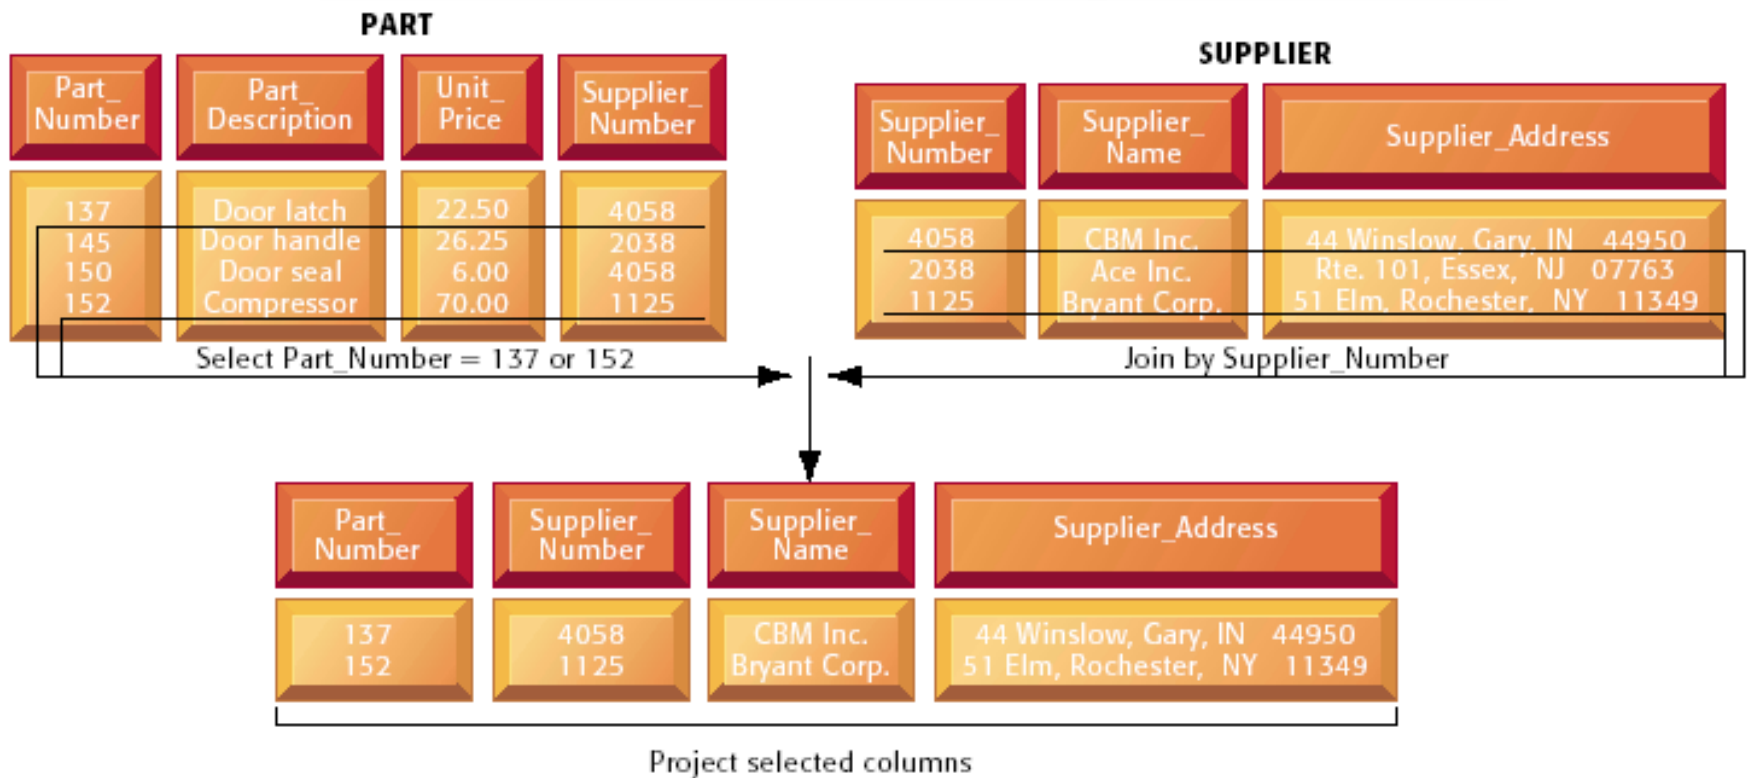 PART
Part_
Number
Part_
Description
Unit_
Price
Supplier_
Number
137 Door latch 22.50 4058
145 Door handle 26.25 2038
150 Door seal 6.00 4058
152 Compressor 70.00 1125
Select Part_Number = 137 or 152
SUPPLIER
Supplier_
Number
Supplier_
Name
Supplier_Address
4058 CBM Inc. 44 Winslow, Gary, IN 44950
2038 Ace Inc. Rte. 101, Essex, NJ 07763
1125 Bryant Corp. 51 Elm, Rochester, NY 11349
Join by Supplier_Number
Part_
Number
Supplier_
Number
Supplier_
Name
Supplier_Address
137 4058 CBM Inc. 44 Winslow, Gary, IN 44950
152 1125 Bryant Corp. 51 Elm, Rochester, NY 11349
Project selected columns